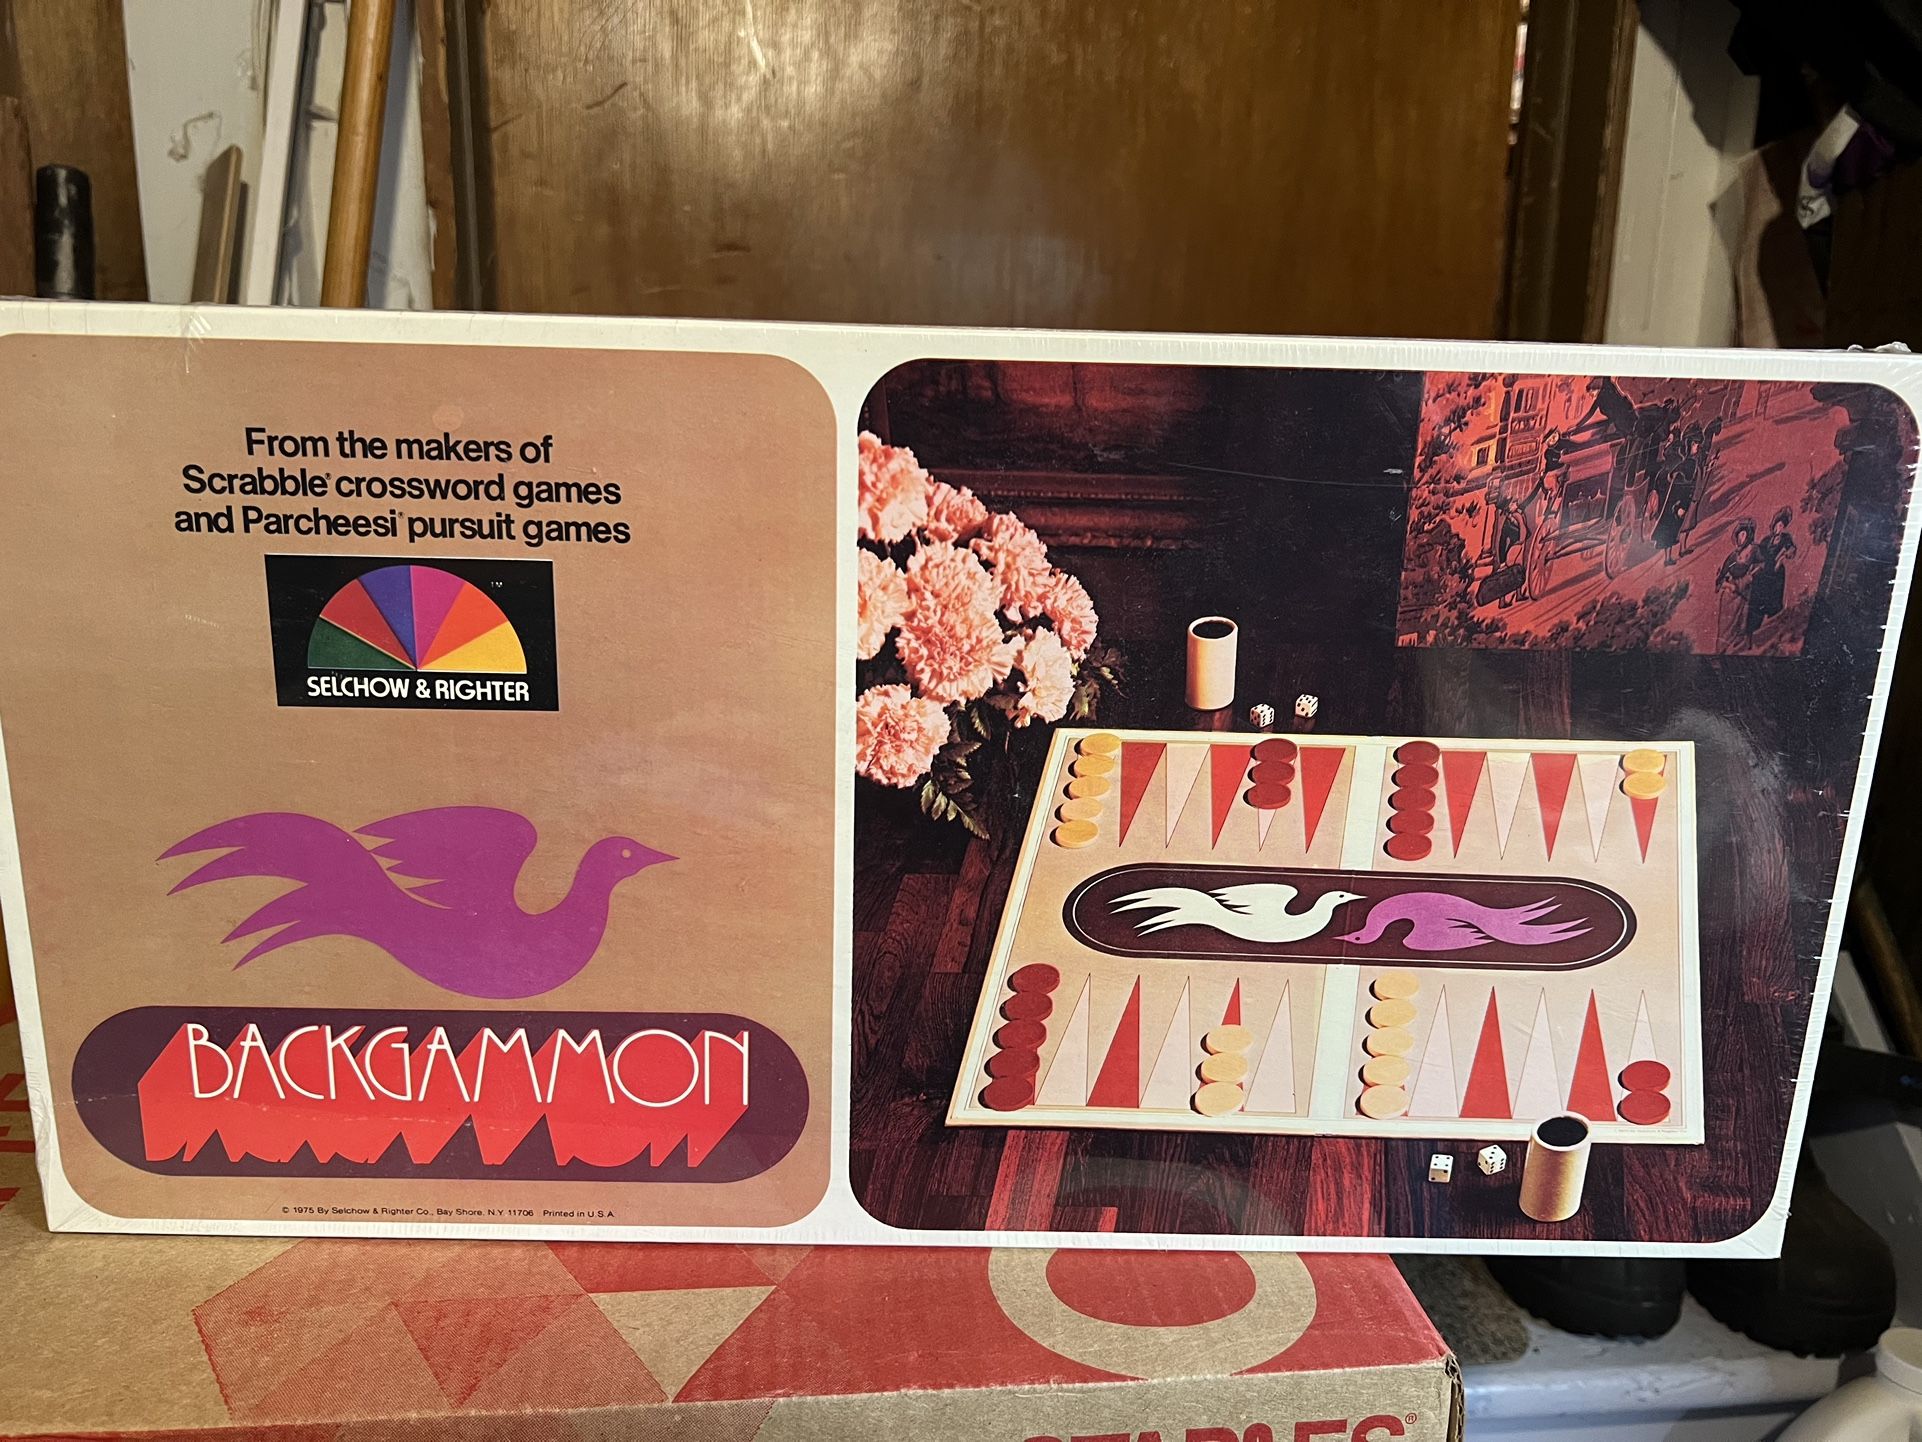 From the makers of
Scrabble® crossword games
and Parcheesi® pursuit games
TM
SELCHOW & RIGHTER
BACKGAMMON
© 1975 By Selchow & Righter Co., Bay Shore, N.Y. 11706 Printed in U.S.A.
STAPLES®